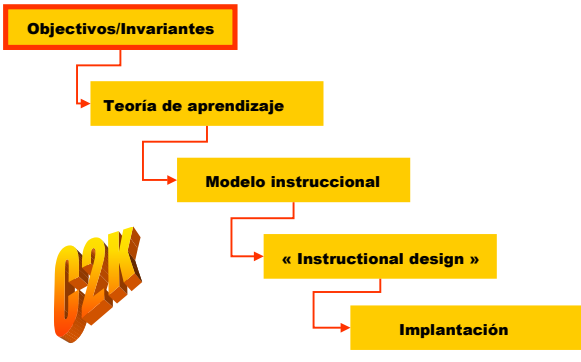 Objectivos/Invariantes
Teoría de aprendizaje
Modelo instruccional
« Instructional design »
C2K
Implantación